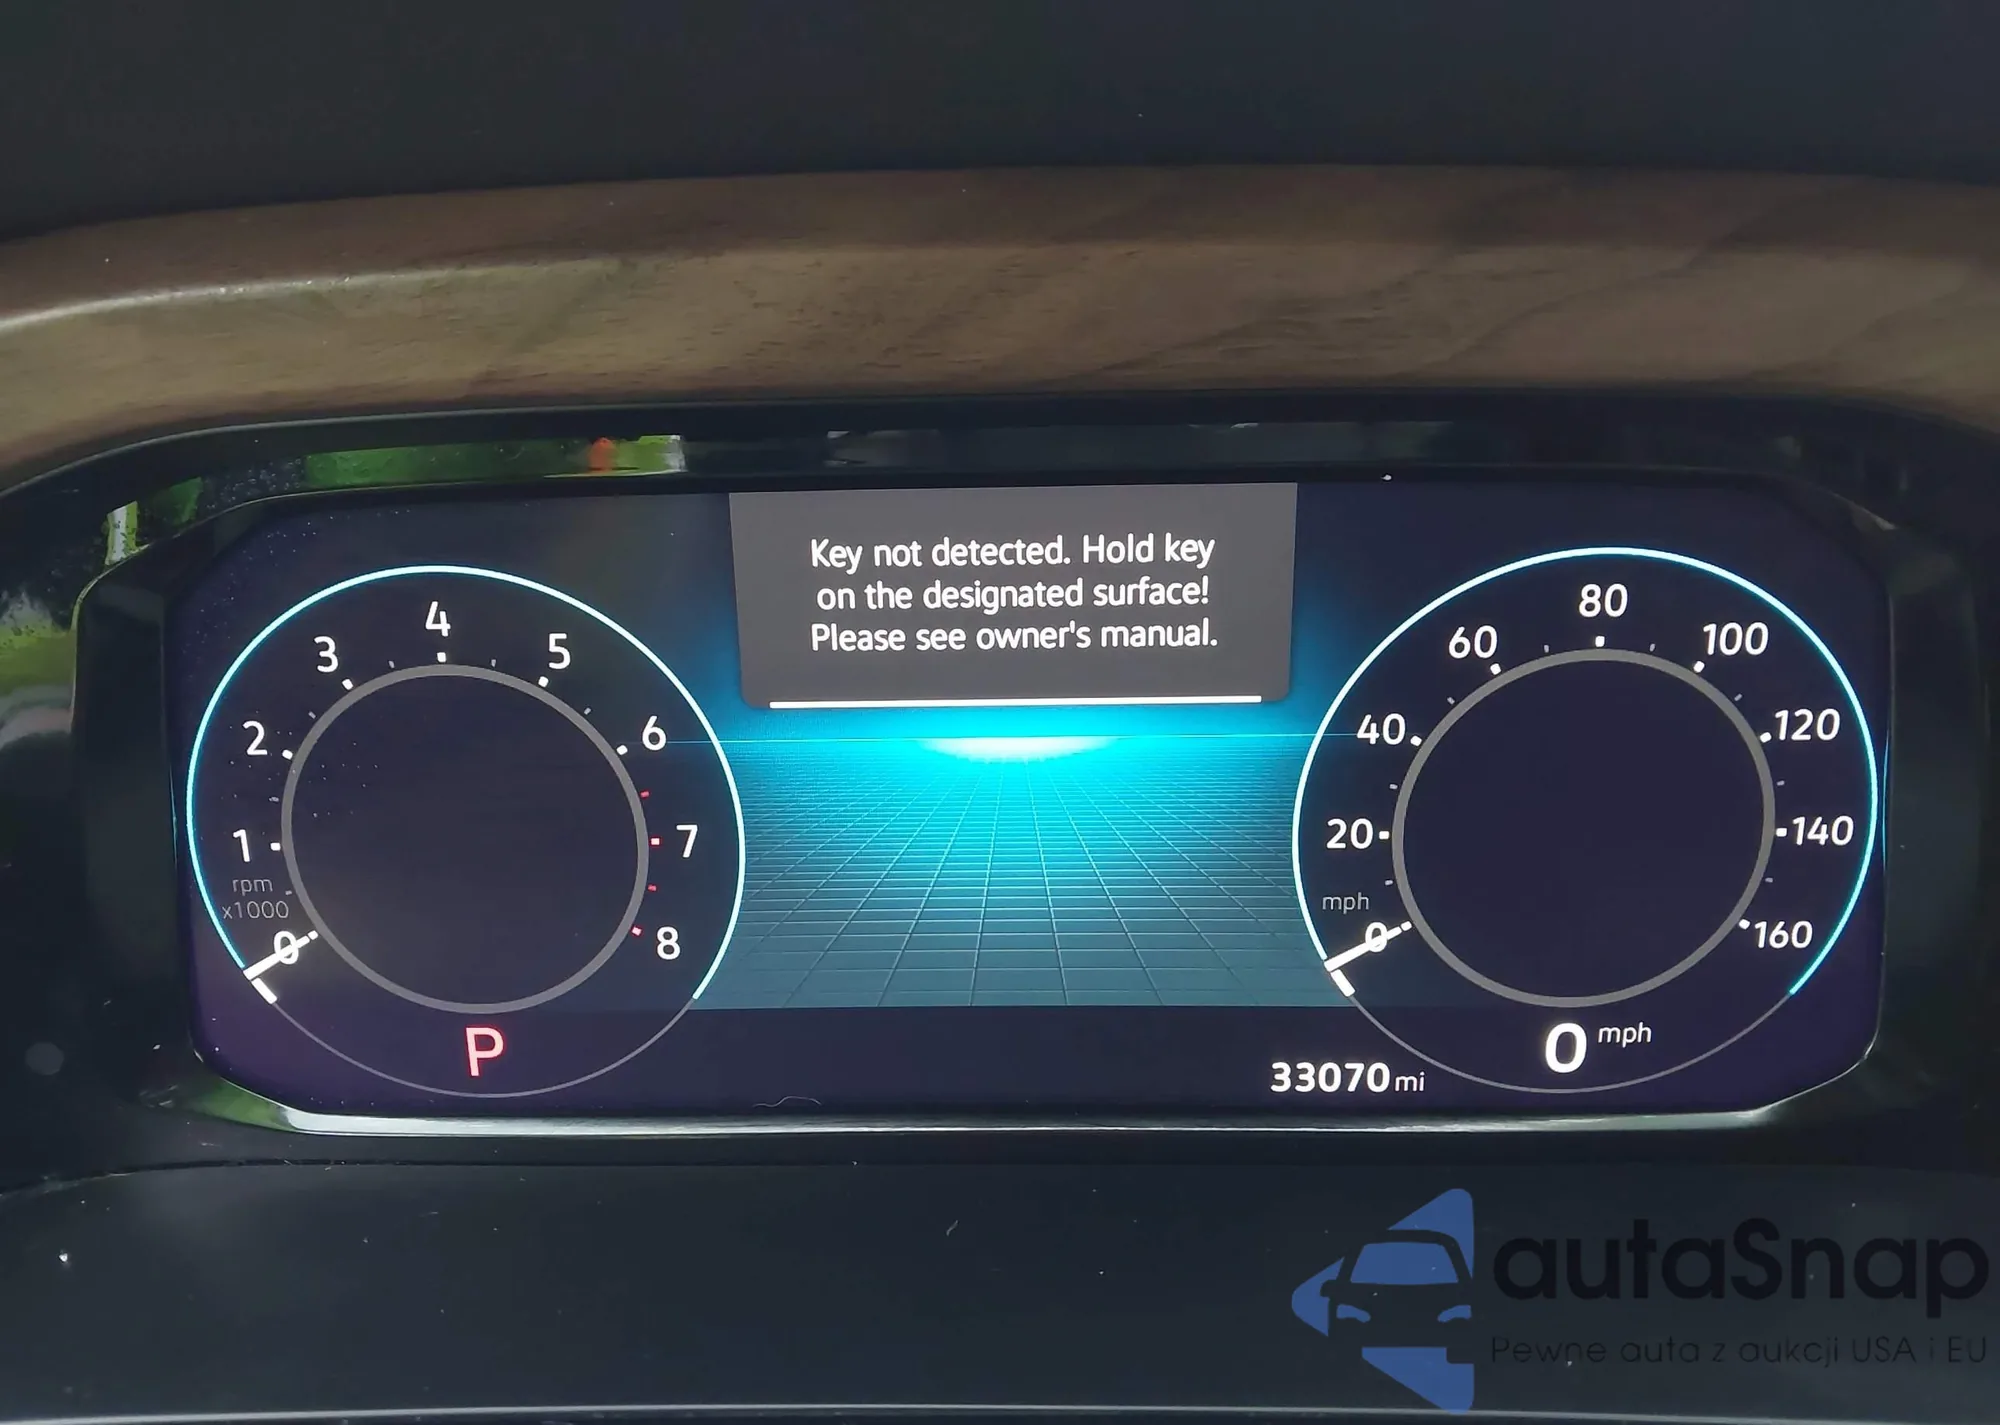 Key not detected. Hold key
on the designated surface!
Please see owner's manual.
0
1
2
3
4
5
6
7
8
rpm
x1000
P
0
20
40
60
80
100
120
140
160
mph
0 mph
33070 mi
autaSnap
Pewne auta z aukcji USA i EU